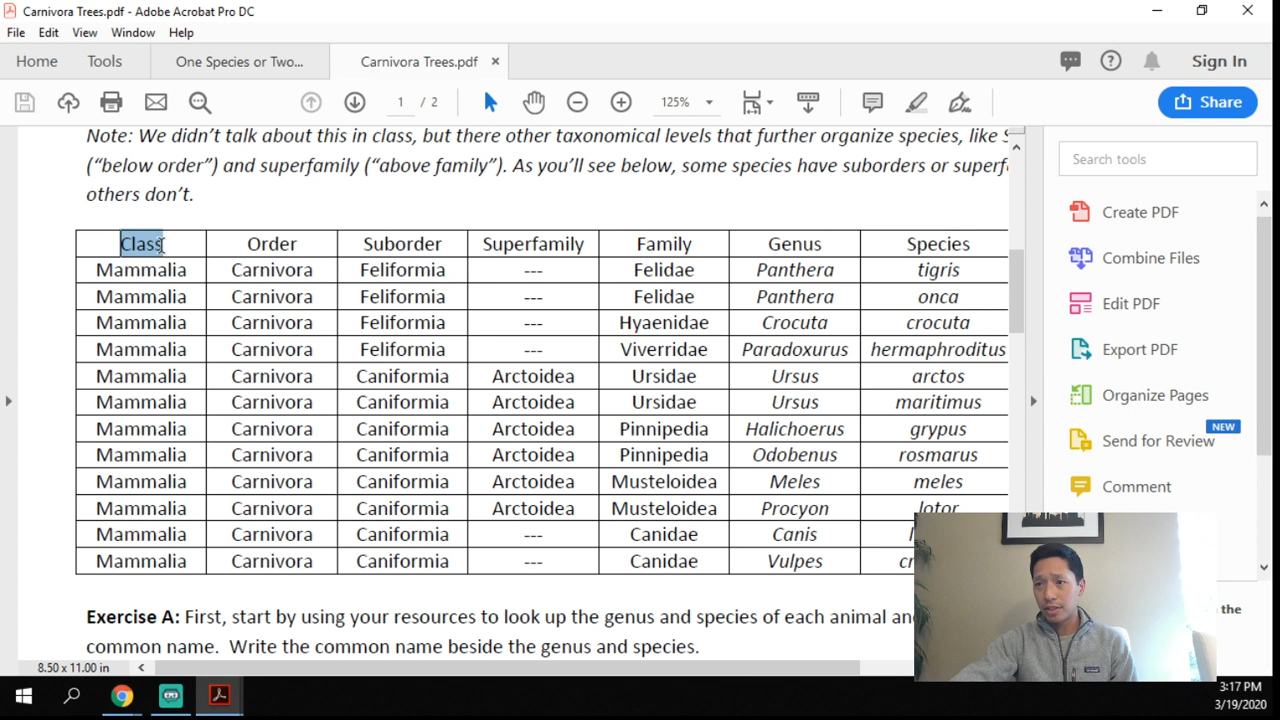 Carnivora Trees.pdf - Adobe Acrobat Pro DC
File Edit View Window Help
Home Tools One Species or Two... Carnivora Trees.pdf × Sign In
1 / 2 125% Share
Note: We didn't talk about this in class, but there other taxonomical levels that further organize species, like
("below order") and superfamily ("above family"). As you'll see below, some species have suborders or superf
others don't.
Class Order Suborder Superfamily Family Genus Species
Mammalia Carnivora Feliformia --- Felidae Panthera tigris
Mammalia Carnivora Feliformia --- Felidae Panthera onca
Mammalia Carnivora Feliformia --- Hyaenidae Crocuta crocuta
Mammalia Carnivora Feliformia --- Viverridae Paradoxurus hermaphroditus
Mammalia Carnivora Caniformia Arctoidea Ursidae Ursus arctos
Mammalia Carnivora Caniformia Arctoidea Ursidae Ursus maritimus
Mammalia Carnivora Caniformia Arctoidea Pinnipedia Halichoerus grypus
Mammalia Carnivora Caniformia Arctoidea Pinnipedia Odobenus rosmarus
Mammalia Carnivora Caniformia Arctoidea Musteloidea Meles meles
Mammalia Carnivora Caniformia Arctoidea Musteloidea Procyon lotor
Mammalia Carnivora Caniformia --- Canidae Canis
Mammalia Carnivora Caniformia --- Canidae Vulpes
Exercise A: First, start by using your resources to look up the genus and species of each animal and
common name. Write the common name beside the genus and species.
8.50 x 11.00 in
Search tools
Create PDF
Combine Files
Edit PDF
Export PDF
Organize Pages
NEW
Send for Review
Comment
the
3:17 PM
3/19/2020